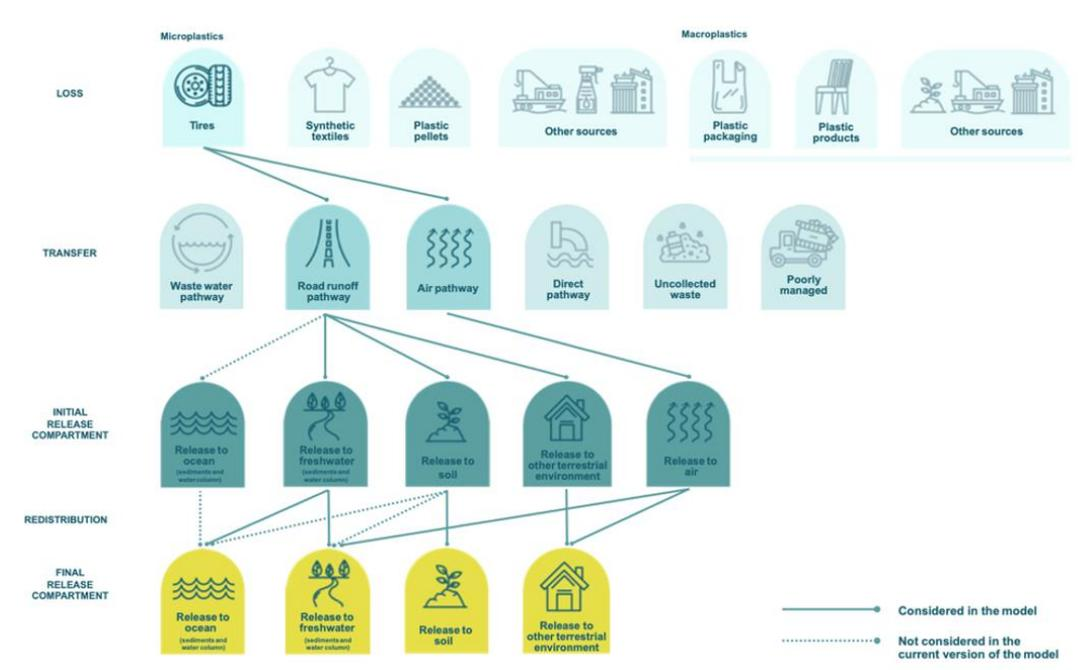 Microplastics
Macroplastics
LOSS
Tires
Synthetic
textiles
Plastic
pellets
Other sources
Plastic
packaging
Plastic
products
Other sources
TRANSFER
Waste water
pathway
Road runoff
pathway
Air pathway
Direct
pathway
Uncollected
waste
Poorly
managed
INITIAL
RELEASE
COMPARTMENT
Release to
ocean
(sediments and
water column)
Release to
freshwater
(sediments and
water column)
Release to
soil
Release to
other terrestrial
environment
Release to
air
REDISTRIBUTION
FINAL
RELEASE
COMPARTMENT
Release to
ocean
(sediments and
water column)
Release to
freshwater
(sediments and
water column)
Release to
soil
Release to
other terrestrial
environment
Considered in the model
Not considered in the
current version of the model